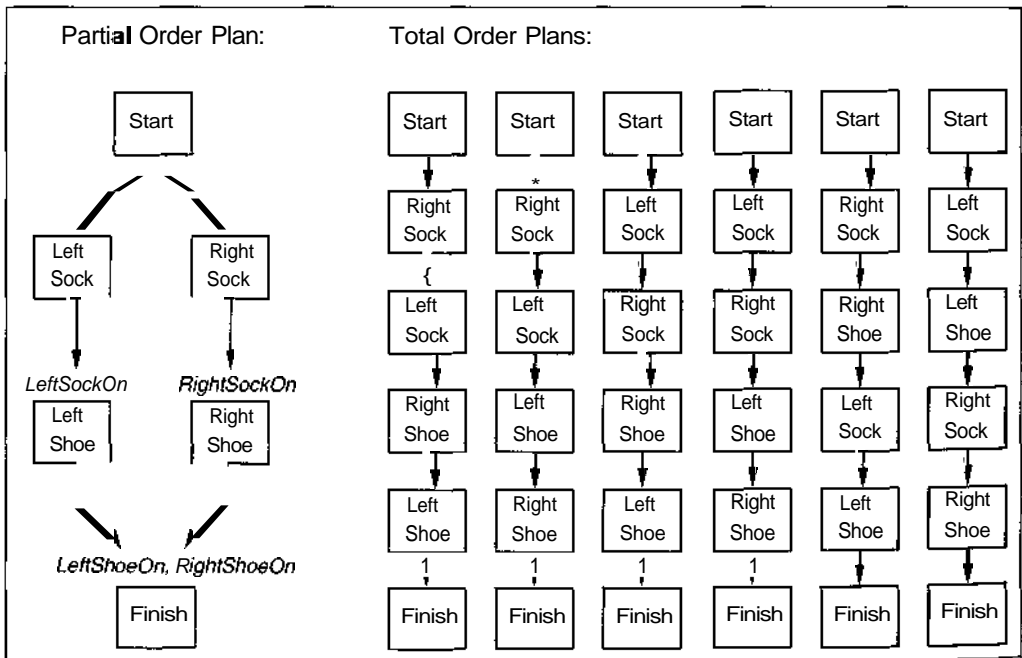 Partial Order Plan:
Total Order Plans:
Start
Left
Sock
Right
Sock
LeftSockOn
RightSockOn
Left
Shoe
Right
Shoe
LeftShoeOn, RightShoeOn
Finish
Start
Right
Sock
{
Left
Sock
Right
Shoe
Left
Shoe
1
Finish
Start
*
Right
Sock
Left
Sock
Left
Shoe
Right
Shoe
1
Finish
Start
Left
Sock
Right
Sock
Right
Shoe
Left
Shoe
1
Finish
Start
Left
Sock
Right
Sock
Left
Shoe
Right
Shoe
1
Finish
Start
Right
Sock
Right
Shoe
Left
Sock
Left
Shoe
Finish
Start
Left
Sock
Left
Shoe
Right
Sock
Right
Shoe
Finish